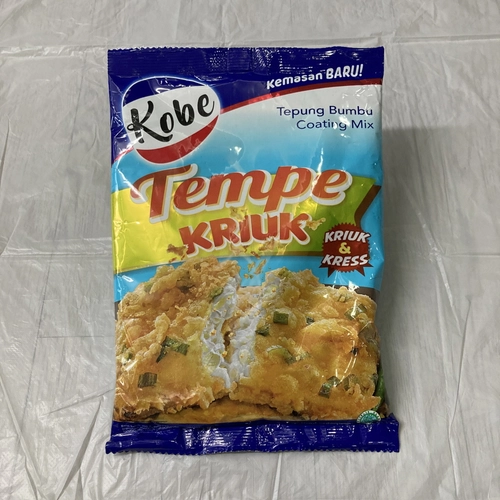 Kemasan BARU!
Kobe
Tepung Bumbu
Coating Mix
Tempe
KRIUK
KRIUK
&
KRESS